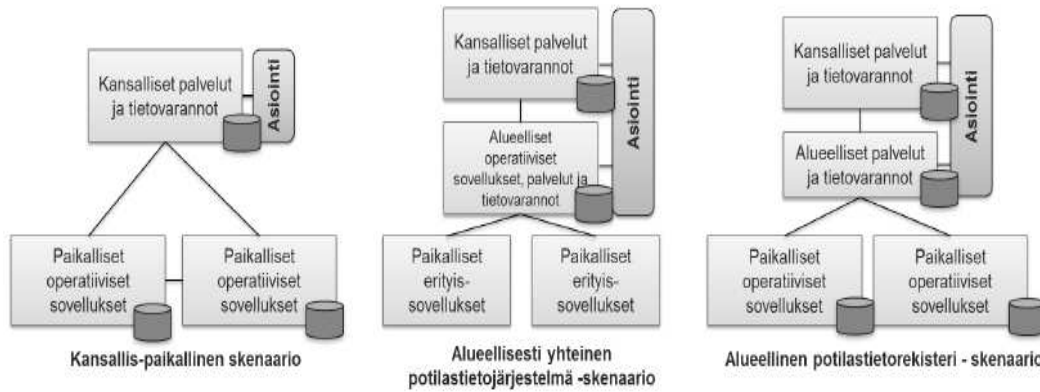 Kansalliset palvelut
ja tietovarannot
Asiointi
Paikalliset
operatiiviset
sovellukset
Paikalliset
operatiiviset
sovellukset
Kansallis-paikallinen skenaario
Kansalliset palvelut
ja tietovarannot
Asiointi
Alueelliset
operatiiviset
sovellukset, palvelut ja
tietovarannot
Paikalliset
erityis-
sovellukset
Paikalliset
erityis-
sovellukset
Alueellisesti yhteinen
potilastietojärjestelmä -skenaario
Kansalliset palvelut
ja tietovarannot
Asiointi
Alueelliset palvelut
ja tietovarannot
Paikalliset
operatiiviset
sovellukset
Paikalliset
operatiiviset
sovellukset
Alueellinen potilastietorekisteri - skenaario